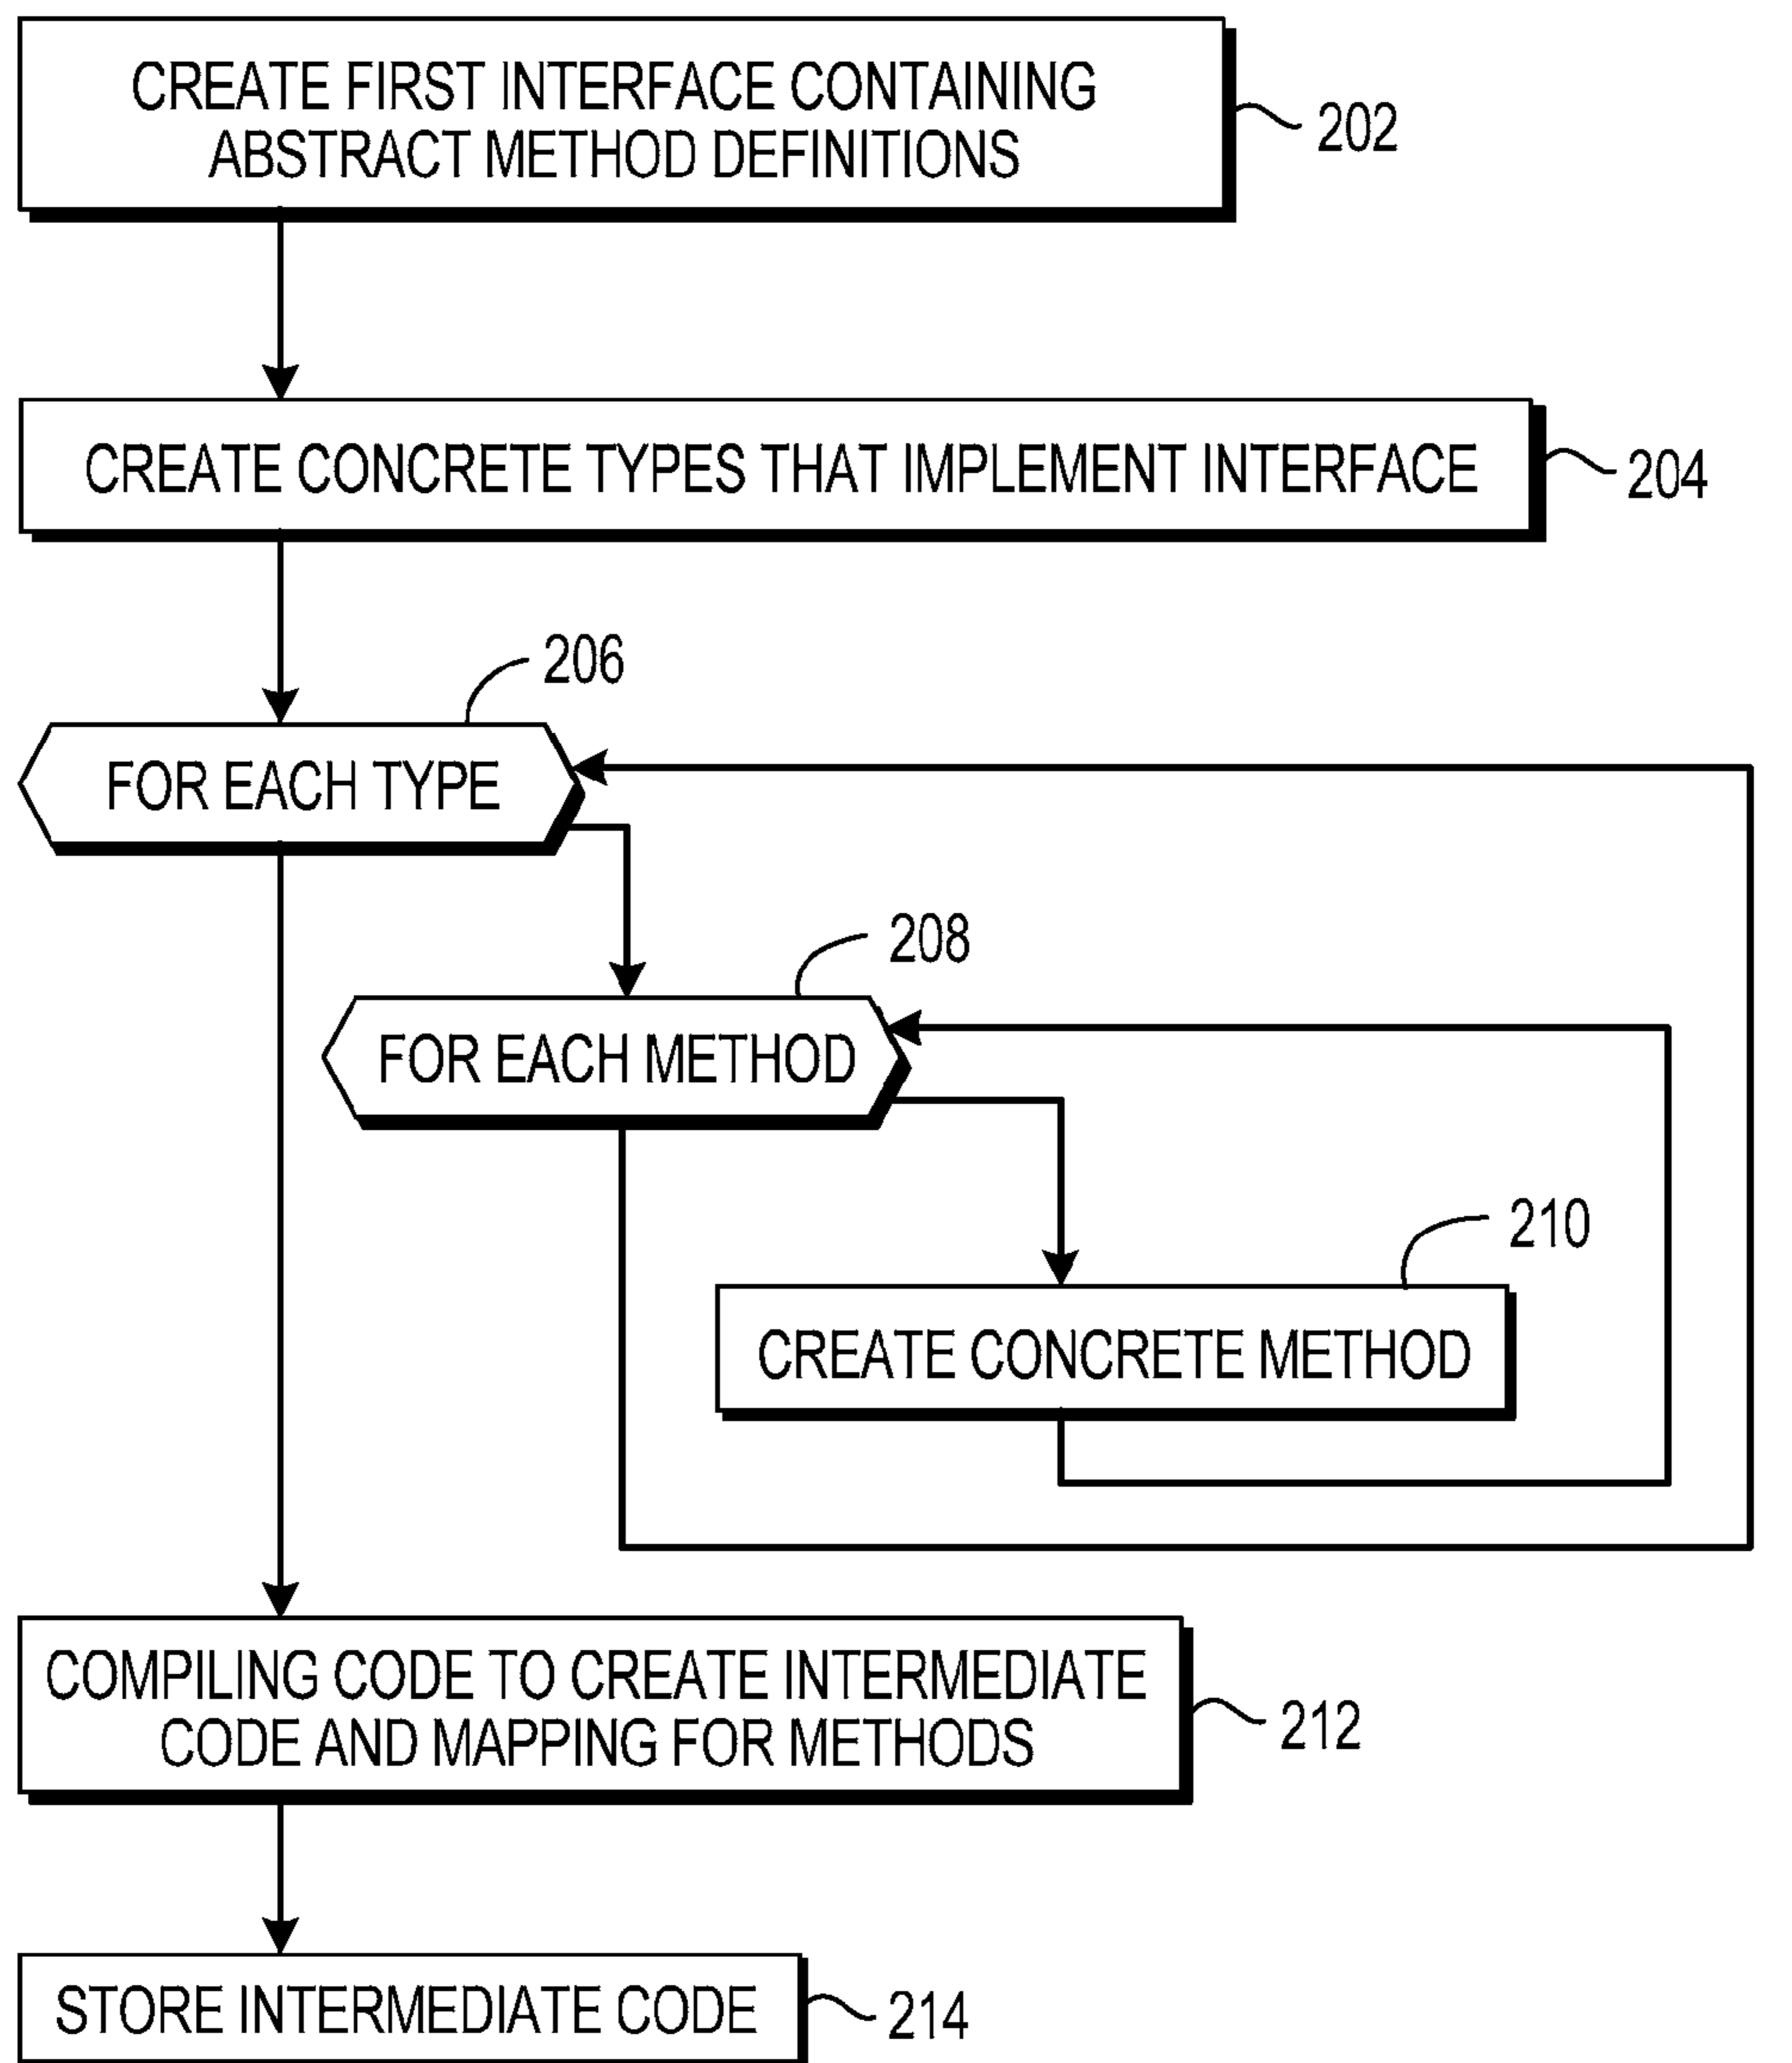 CREATE FIRST INTERFACE CONTAINING
ABSTRACT METHOD DEFINITIONS
202
CREATE CONCRETE TYPES THAT IMPLEMENT INTERFACE
204
206
FOR EACH TYPE
208
FOR EACH METHOD
210
CREATE CONCRETE METHOD
COMPILING CODE TO CREATE INTERMEDIATE
CODE AND MAPPING FOR METHODS
212
STORE INTERMEDIATE CODE
214